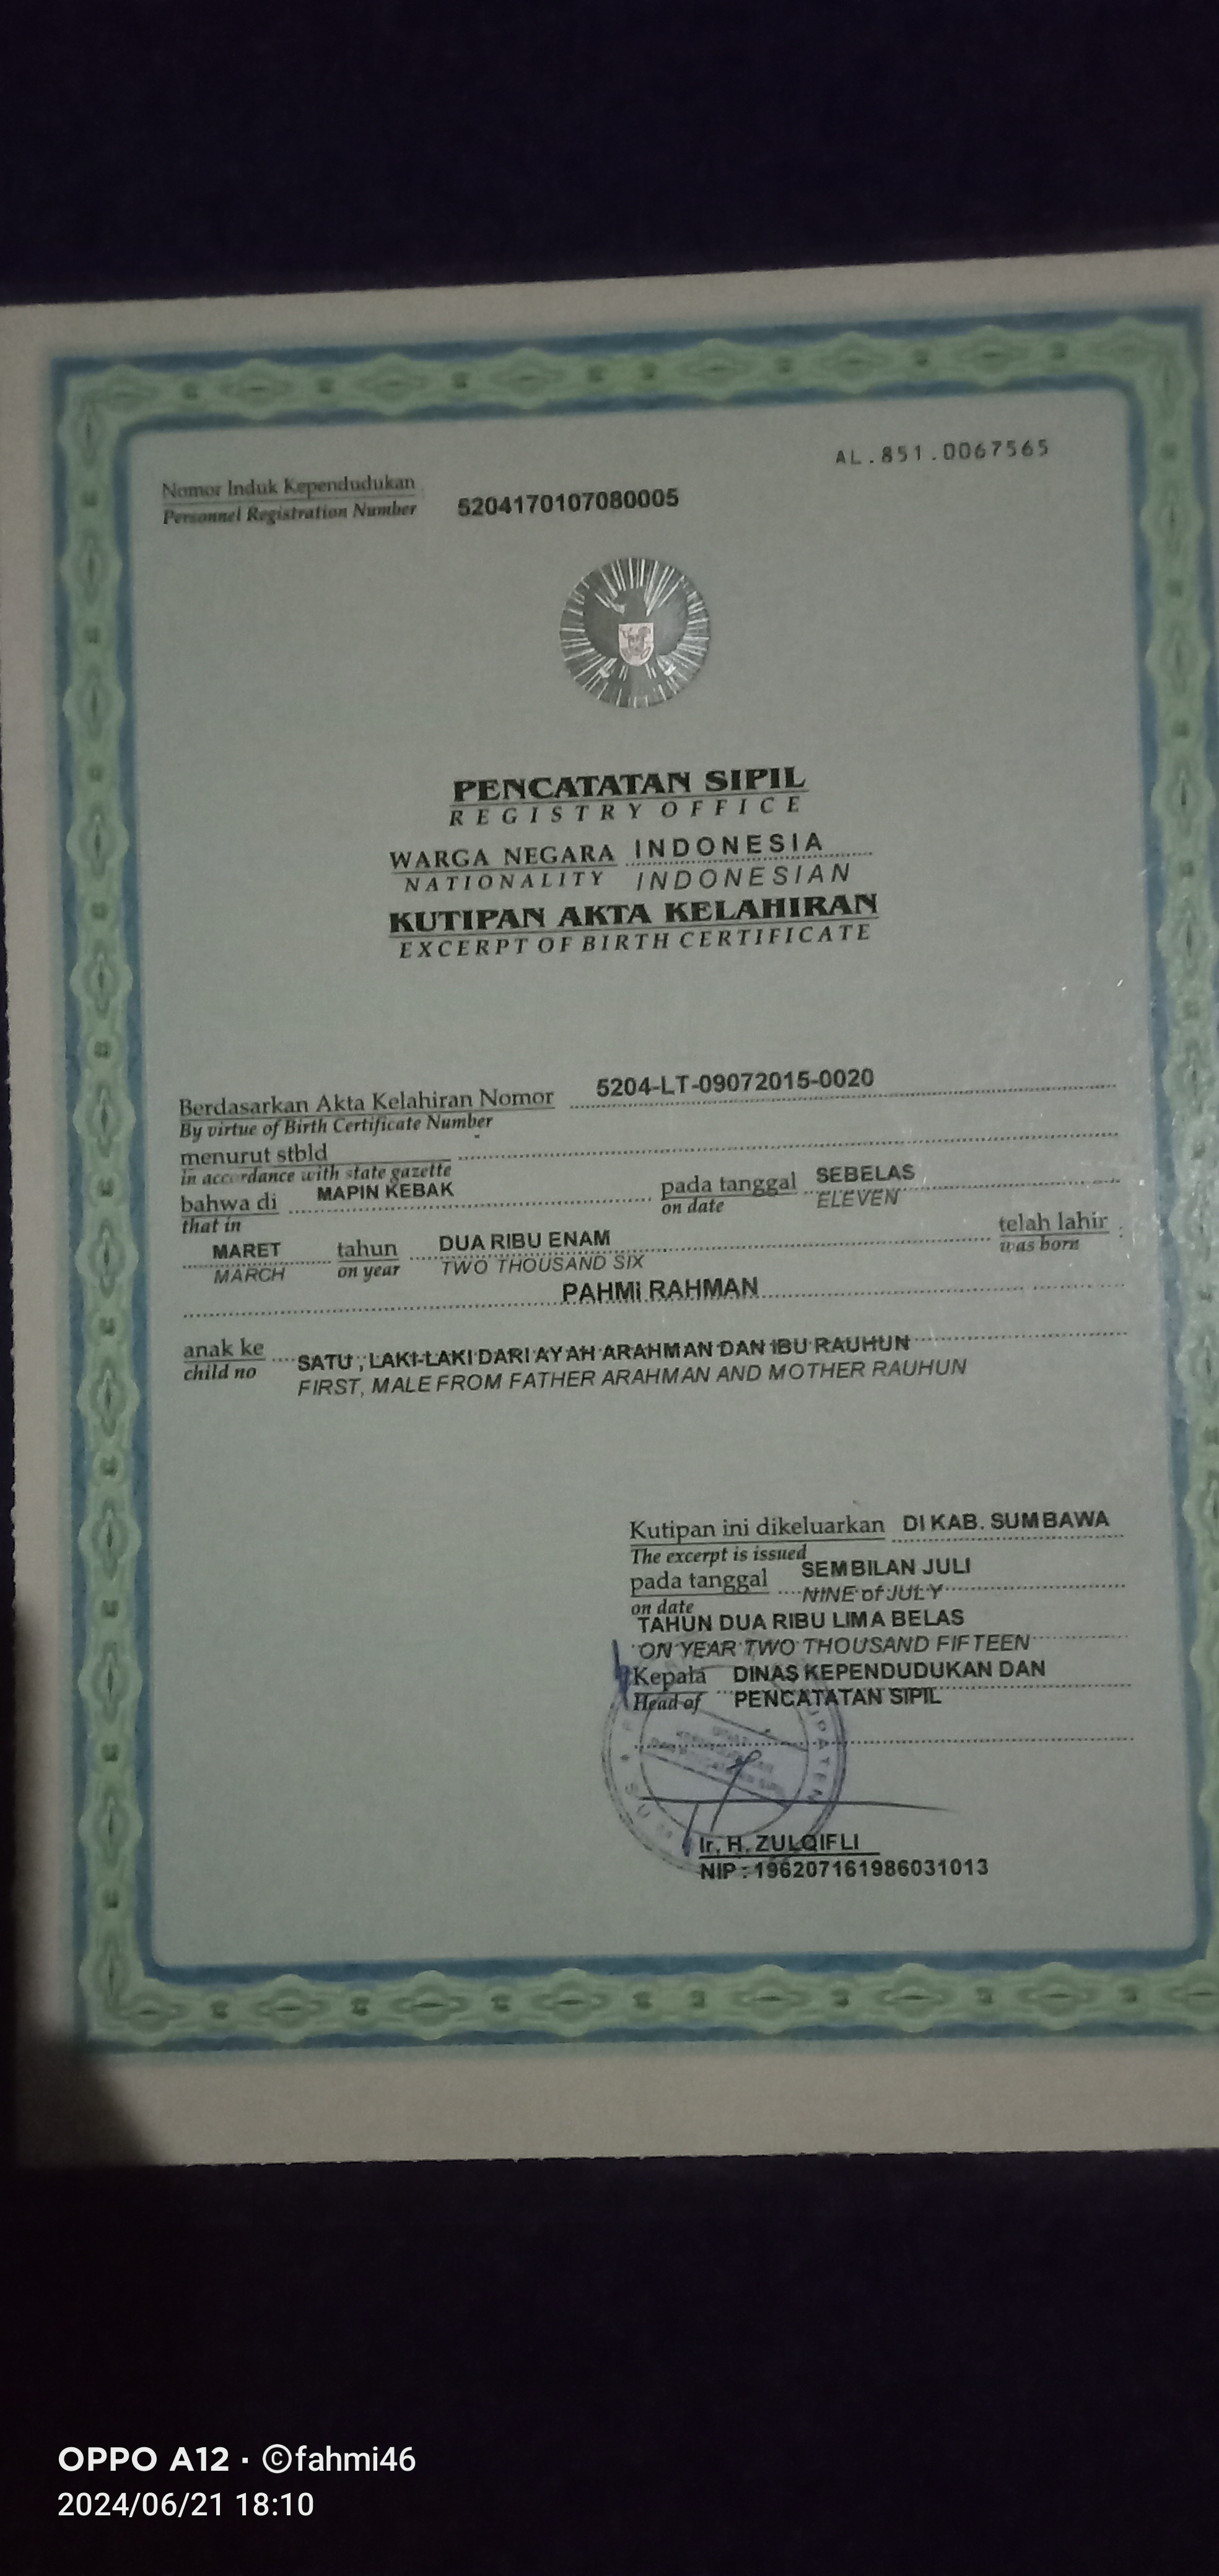 AL.851.0067565
Nomor Induk Kependudukan
Personnel Registration Number
5204170107080005
PENCATATAN SIPIL
REGISTRY OFFICE
WARGA NEGARA INDONESIA
NATIONALITY INDONESIAN
KUTIPAN AKTA KELAHIRAN
EXCERPT OF BIRTH CERTIFICATE
Berdasarkan Akta Kelahiran Nomor 5204-LT-09072015-0020
By virtue of Birth Certificate Number
menurut stbld -
in accordance with state gazette
bahwa di MAPIN KEBAK pada tanggal SEBELAS
that in on date ELEVEN
MARET tahun DUA RIBU ENAM telah lahir
MARCH on year TWO THOUSAND SIX was born
PAHMi RAHMAN
anak ke SATU , LAKI-LAKI DARI AYAH ARAHMAN DAN IBU RAUHUN
child no FIRST, MALE FROM FATHER ARAHMAN AND MOTHER RAUHUN
Kutipan ini dikeluarkan DI KAB. SUMBAWA
The excerpt is issued
pada tanggal SEMBILAN JULI
on date NINE of JULY
TAHUN DUA RIBU LIMA BELAS
ON YEAR TWO THOUSAND FIFTEEN
Kepala DINAS KEPENDUDUKAN DAN
Head of PENCATATAN SIPIL
Ir. H. ZULQIFLI
NIP : 196207161986031013
OPPO A12 · ©fahmi46
2024/06/21 18:10